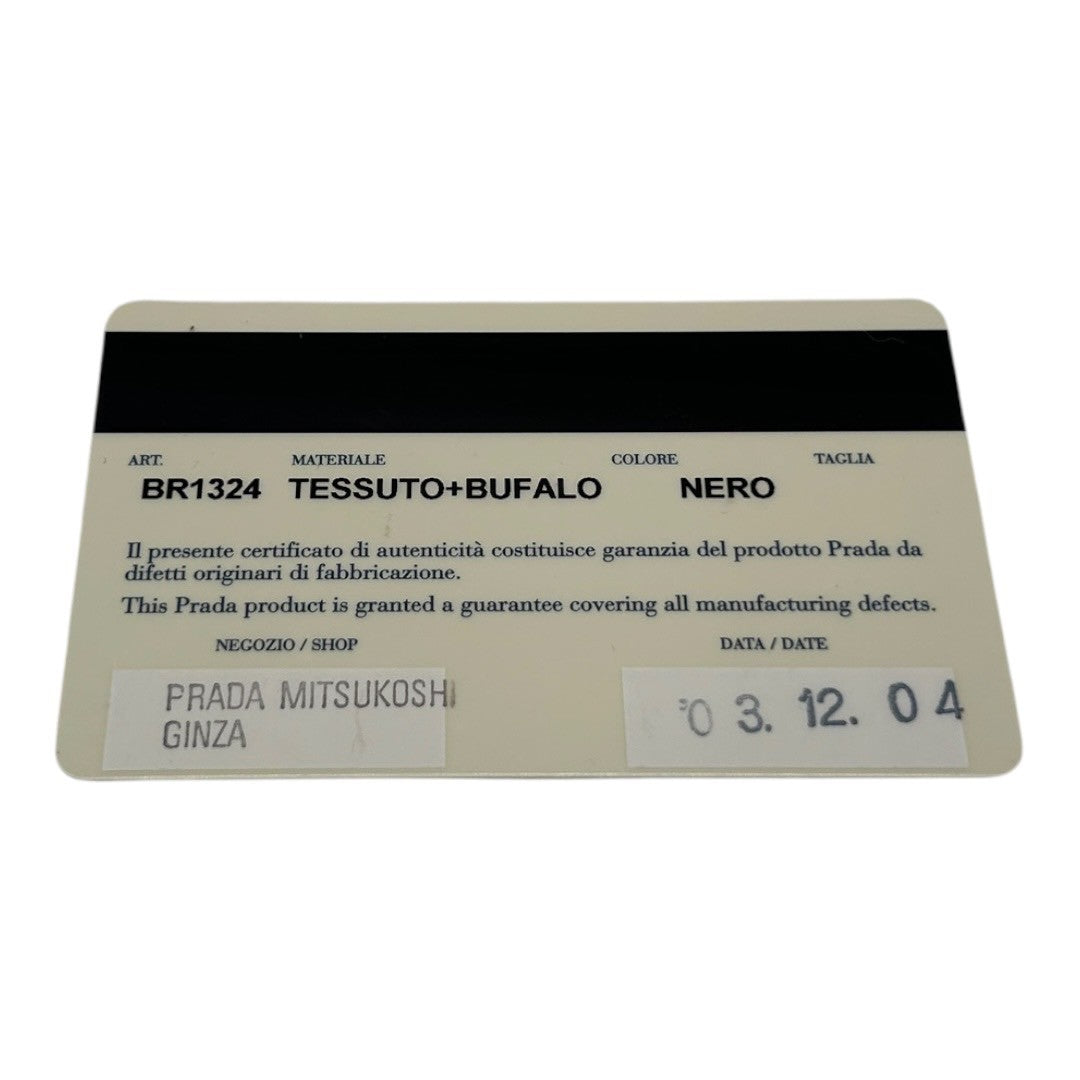 ART. MATERIALE COLORE TAGLIA
BR1324 TESSUTO+BUFALO NERO
Il presente certificato di autenticità costituisce garanzia del prodotto Prada da
difetti originari di fabbricazione.
This Prada product is granted a guarantee covering all manufacturing defects.
NEGOZIO / SHOP DATA / DATE
PRADA MITSUKOSHI
GINZA
'03. 12. 04